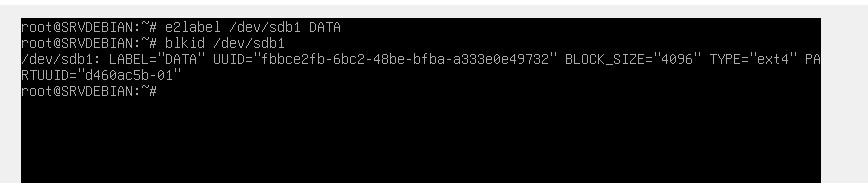 root@SRVDEBIAN:~# e2label /dev/sdb1 DATA
root@SRVDEBIAN:~# blkid /dev/sdb1
/dev/sdb1: LABEL="DATA" UUID="fbbce2fb-6bc2-48be-bfba-a333e0e49732" BLOCK_SIZE="4096" TYPE="ext4" PA
RTUUID="d460ac5b-01"
root@SRVDEBIAN:~#